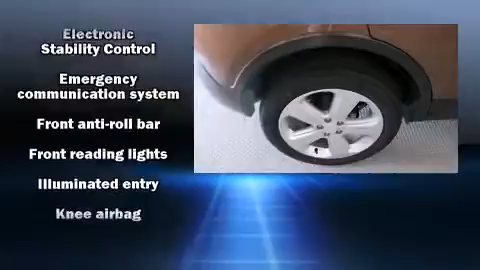 Electronic
Stability Control
Emergency
communication system
Front anti-roll bar
Front reading lights
Illuminated entry
Knee airbag